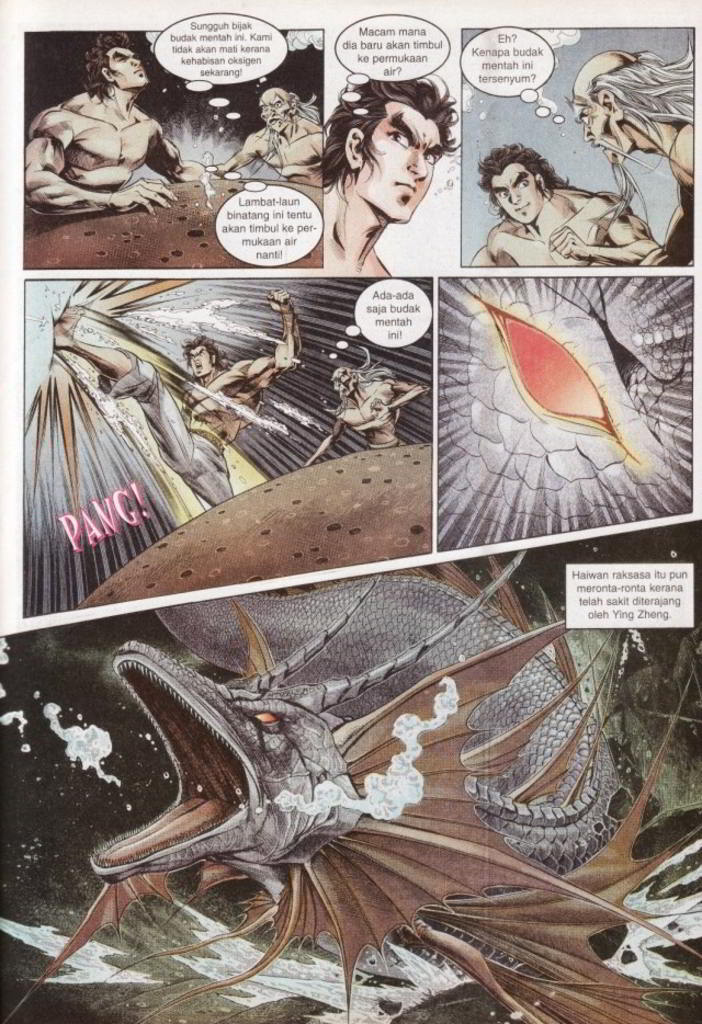 Sungguh bijak
budak mentah ini. Kami
tidak akan mati kerana
kehabisan oksigen
sekarang!
Lambat-laun
binatang ini tentu
akan timbul ke per-
mukaan air
nanti!
Macam mana
dia baru akan timbul
ke permukaan
air?
Eh?
Kenapa budak
mentah ini
tersenyum?
PANG!
Ada-ada
saja budak
mentah
ini!
Haiwan raksasa itu pun
meronta-ronta kerana
telah sakit diterajang
oleh Ying Zheng.